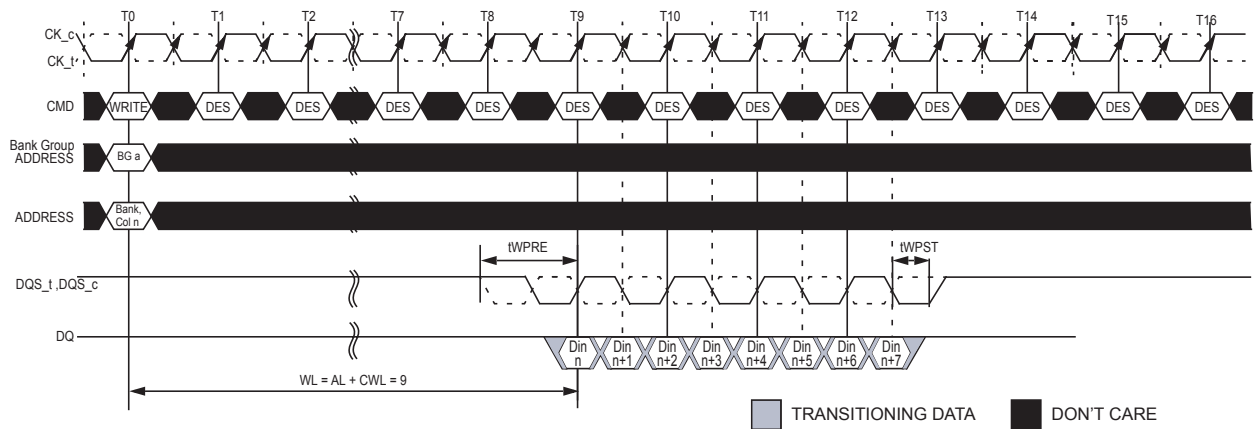 T0 T1 T2 T7 T8 T9 T10 T11 T12 T13 T14 T15 T16
CK_c
CK_t
CMD WRITE DES DES DES DES DES DES DES DES DES DES DES DES
Bank Group
ADDRESS BG a
ADDRESS Bank,
Col n
tWPRE tWPST
DQS_t ,DQS_c
DQ Din Din Din Din Din Din Din Din
n n+1 n+2 n+3 n+4 n+5 n+6 n+7
WL = AL + CWL = 9
TRANSITIONING DATA DON'T CARE